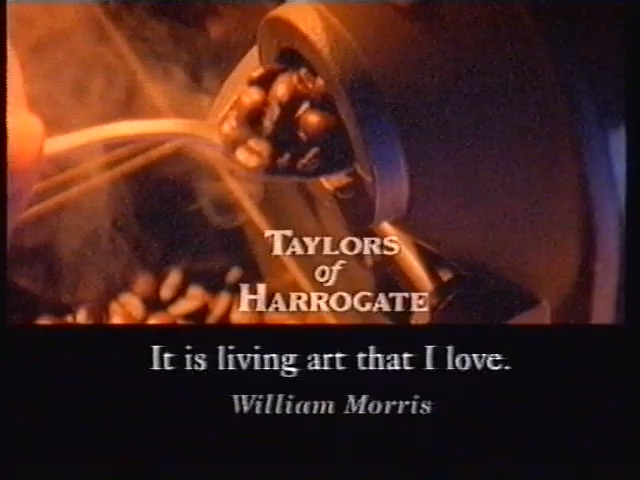 TAYLORS
of
HARROGATE
It is living art that I love.
William Morris